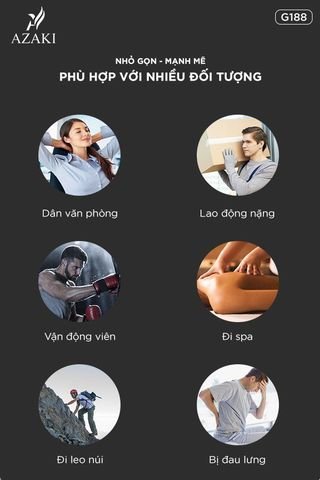 AZAKI
G188
NHỎ GỌN - MẠNH MẼ
PHÙ HỢP VỚI NHIỀU ĐỐI TƯỢNG
Dân văn phòng
Lao động nặng
Vận động viên
Đi spa
Đi leo núi
Bị đau lưng